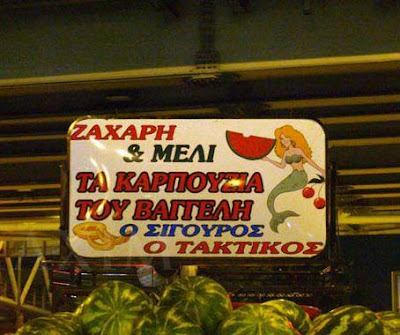 ΖΑΧΑΡΗ
& ΜΕΛΙ
ΤΑ ΚΑΡΠΟΥΖΙΑ
ΤΟΥ ΒΑΓΓΕΛΗ
Ο ΣΙΓΟΥΡΟΣ
Ο ΤΑΚΤΙΚΟΣ